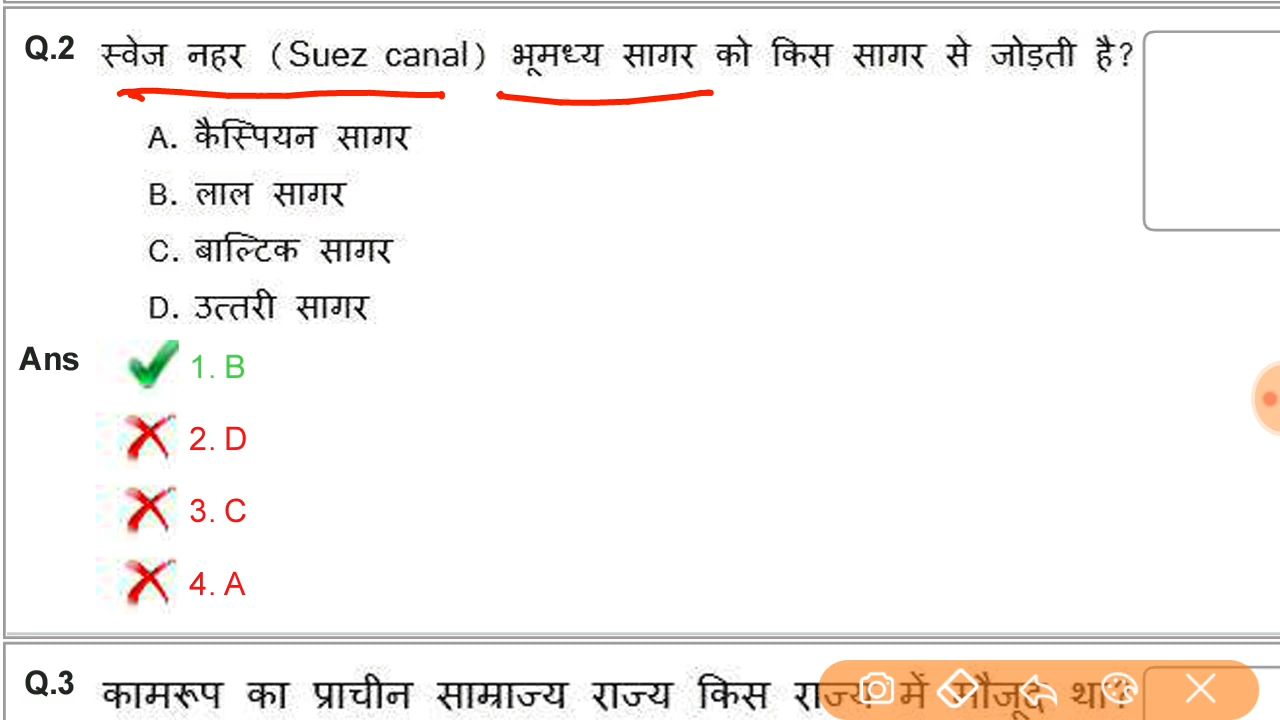 Q.2 स्वेज नहर (Suez canal) भूमध्य सागर को किस सागर से जोड़ती है?
A. कैस्पियन सागर
B. लाल सागर
C. बाल्टिक सागर
D. उत्तरी सागर
Ans 1. B
2. D
3. C
4. A
Q.3 कामरूप का प्राचीन साम्राज्य राज्य किस राज्य में मौजूद था?